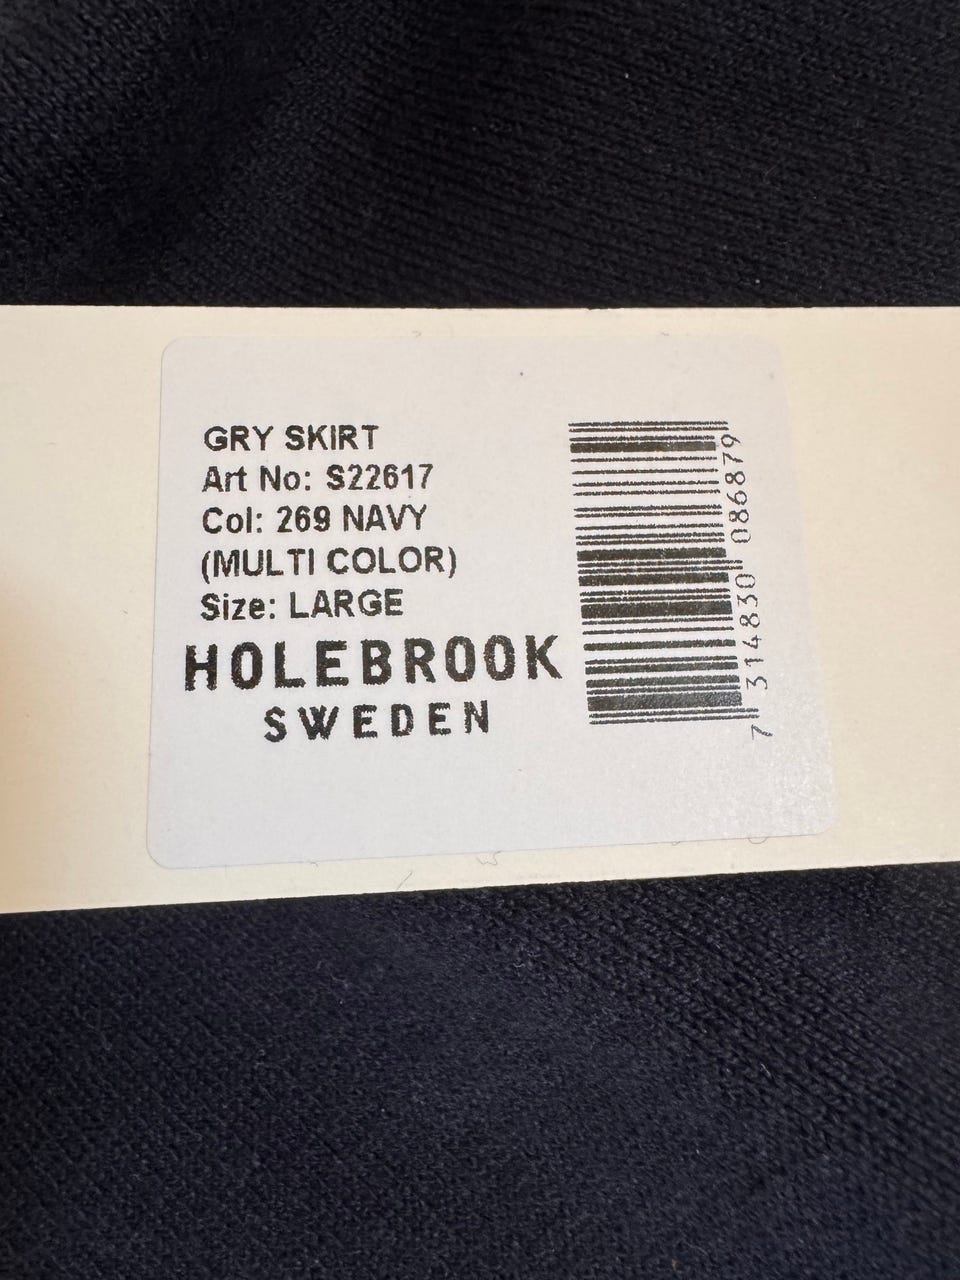 GRY SKIRT
Art No: S22617
Col: 269 NAVY
(MULTI COLOR)
Size: LARGE
HOLEBROOK
SWEDEN
7 314830 086879